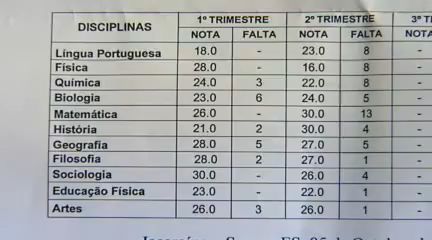 DISCIPLINAS 1º TRIMESTRE 2º TRIMESTRE 3º
NOTA FALTA NOTA FALTA NOTA
Língua Portuguesa 18.0 - 23.0 8 -
Física 28.0 - 16.0 8 -
Química 24.0 3 22.0 8 -
Biologia 23.0 6 24.0 5 -
Matemática 26.0 - 30.0 13 -
História 21.0 2 30.0 4 -
Geografia 28.0 5 27.0 5 -
Filosofia 28.0 2 27.0 1 -
Sociologia 30.0 - 26.0 4 -
Educação Física 23.0 - 22.0 1 -
Artes 26.0 3 26.0 1 -